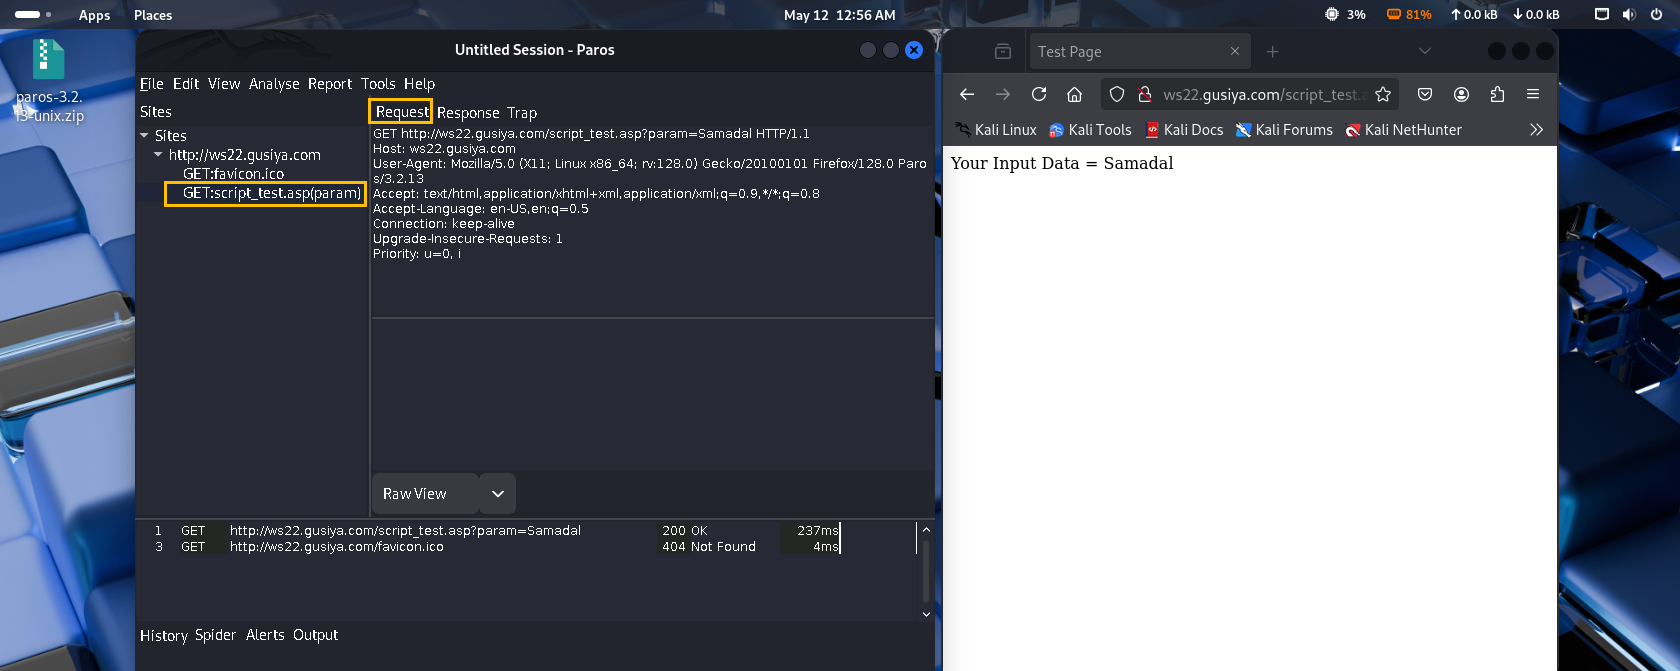 Apps Places May 12 12:56 AM 3% 81% 0.0 kB 0.0 kB
paros-3.2.
13-unix.zip
Untitled Session - Paros
File Edit View Analyse Report Tools Help
Sites
Sites
http://ws22.gusiya.com
GET:favicon.ico
GET:script_test.asp(param)
Request Response Trap
GET http://ws22.gusiya.com/script_test.asp?param=Samadal HTTP/1.1
Host: ws22.gusiya.com
User-Agent: Mozilla/5.0 (X11; Linux x86_64; rv:128.0) Gecko/20100101 Firefox/128.0 Paro
s/3.2.13
Accept: text/html,application/xhtml+xml,application/xml;q=0.9,*/*;q=0.8
Accept-Language: en-US,en;q=0.5
Connection: keep-alive
Upgrade-Insecure-Requests: 1
Priority: u=0, i
Raw View
1 GET http://ws22.gusiya.com/script_test.asp?param=Samadal 200 OK 237ms
3 GET http://ws22.gusiya.com/favicon.ico 404 Not Found 4ms
History Spider Alerts Output
Test Page
ws22.gusiya.com/script_test.a
Kali Linux Kali Tools Kali Docs Kali Forums Kali NetHunter
Your Input Data = Samadal